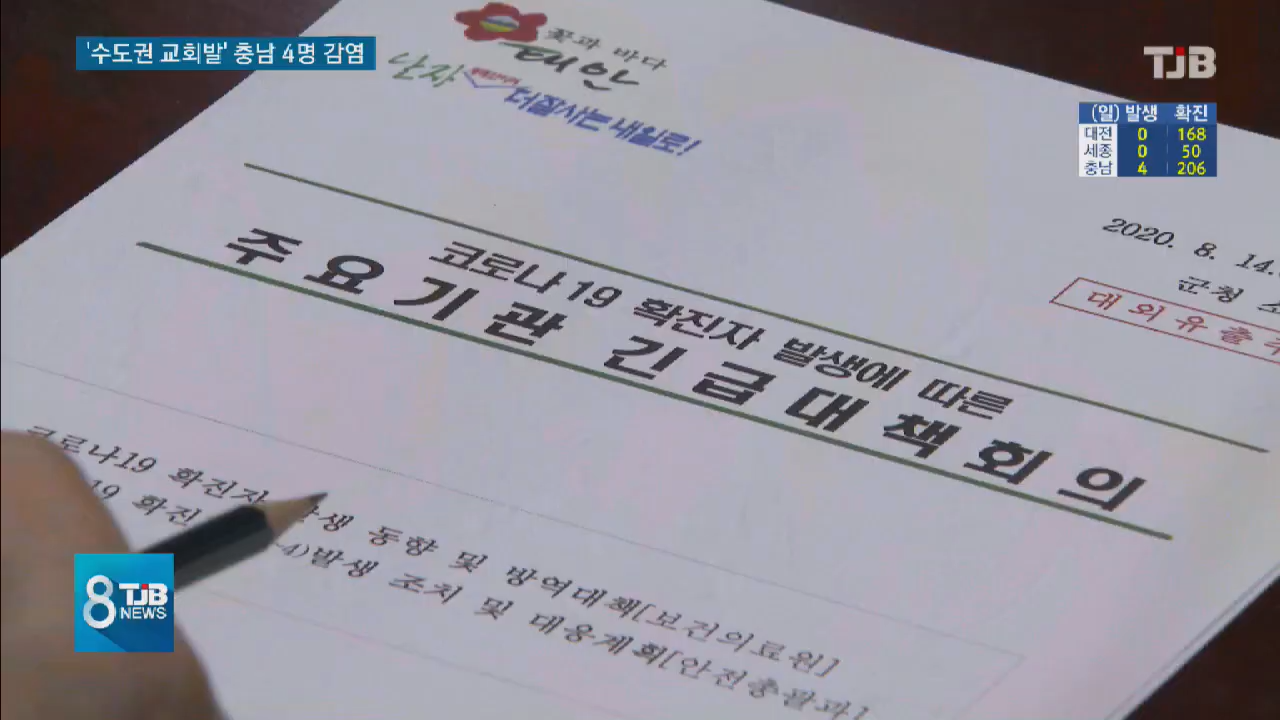 '수도권 교회발' 충남 4명 감염
TJB
(일) 발생 확진
대전 0 168
세종 0 50
충남 4 206
꽃과 바다
태안
날자
더 잘사는 내일로!
2020. 8. 14.
군청
대외유출
코로나19 확진자 발생에 따른
주요기관 긴급대책회의
코로나19 확진자 발생 동향 및 방역대책[보건의료원]
19 확진 -4)발생 조치 및 대응계획[안전총괄과]
8 TJB
NEWS